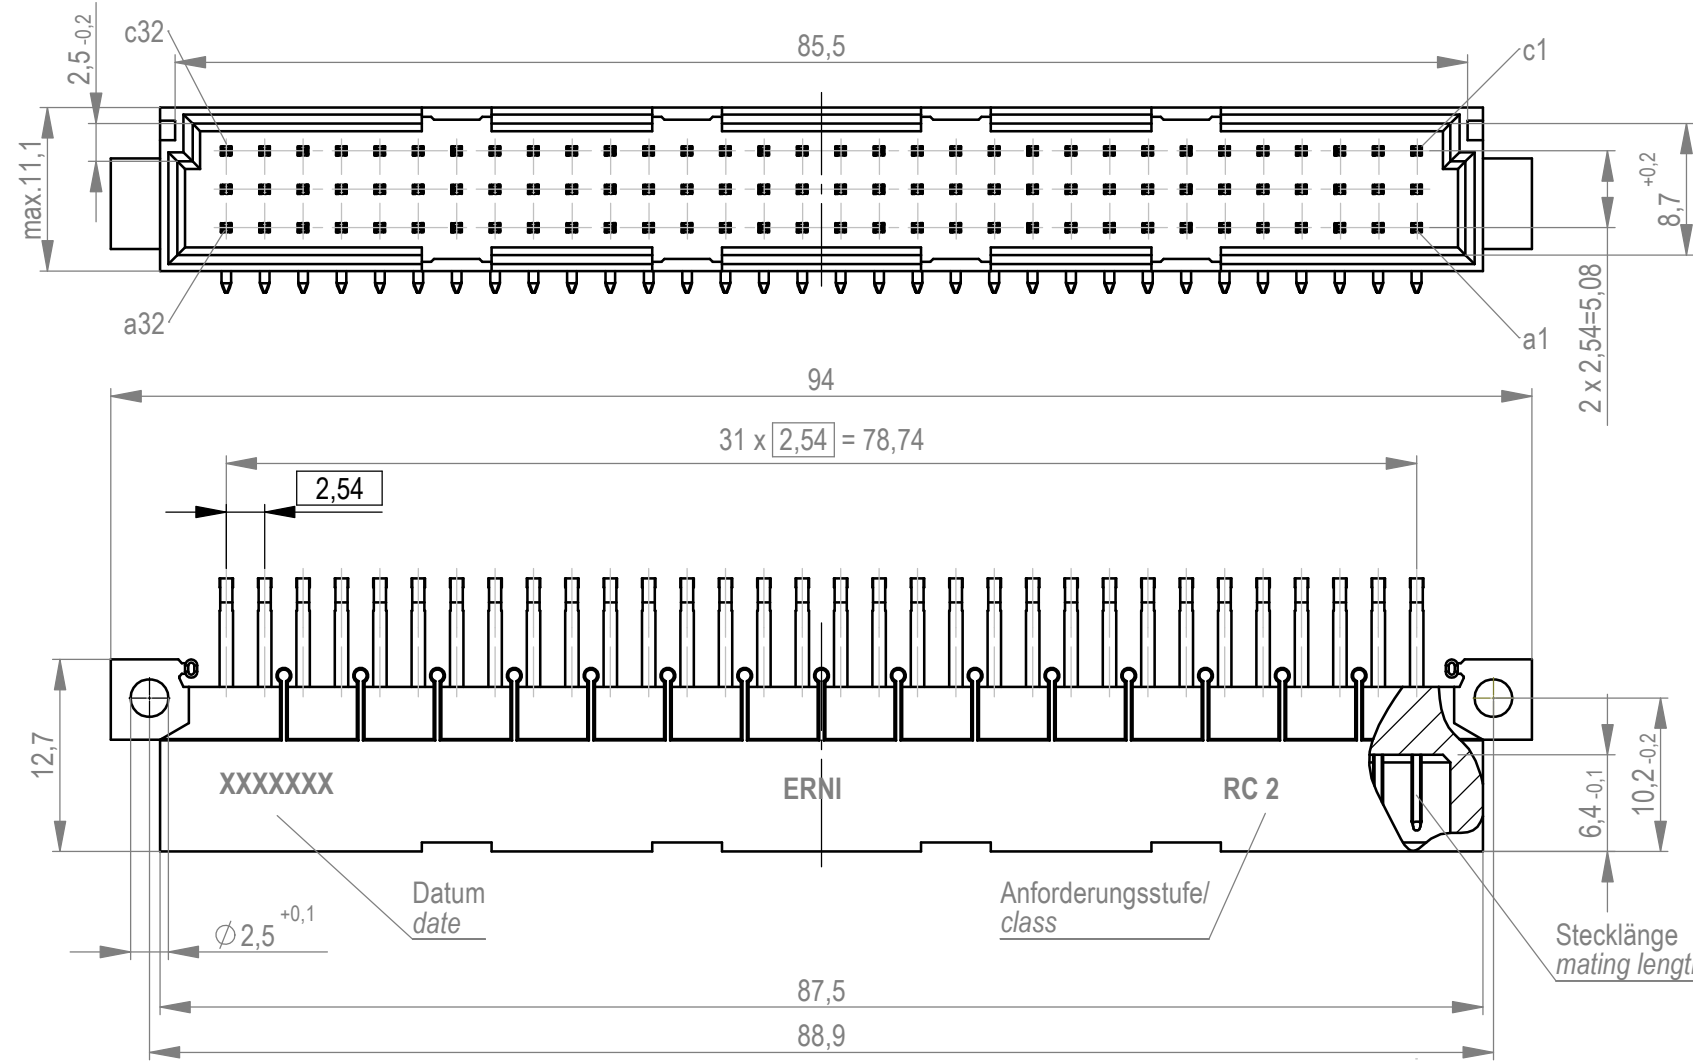 c32
85,5
c1
2,5 -0,2
max.11,1
8,7 +0,2
2 x 2,54=5,08
a32
a1
94
31 x 2,54 = 78,74
2,54
12,7
XXXXXXX
ERNI
RC 2
6,4 -0,1
10,2 -0,2
Datum
date
Anforderungsstufe/
class
∅2,5 +0,1
Stecklänge
mating length
87,5
88,9